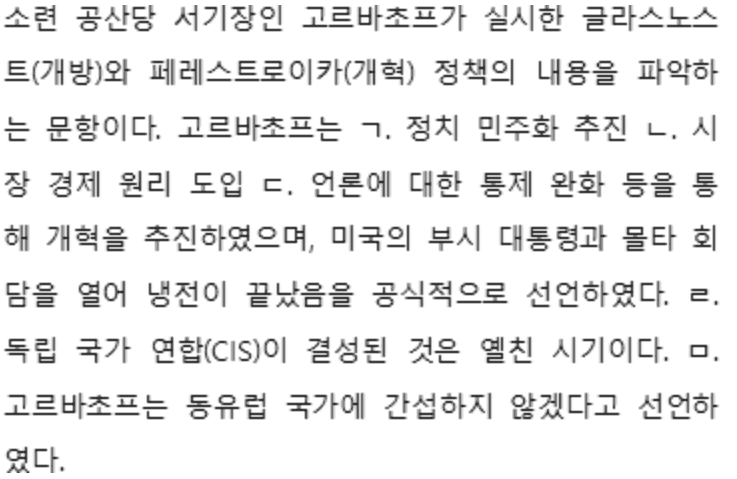 소련 공산당 서기장인 고르바초프가 실시한 글라스노스
트(개방)와 페레스트로이카(개혁) 정책의 내용을 파악하
는 문항이다. 고르바초프는 ㄱ. 정치 민주화 추진 ㄴ. 시
장 경제 원리 도입 ㄷ. 언론에 대한 통제 완화 등을 통
해 개혁을 추진하였으며, 미국의 부시 대통령과 몰타 회
담을 열어 냉전이 끝났음을 공식적으로 선언하였다. ㄹ.
독립 국가 연합(CIS)이 결성된 것은 옐친 시기이다. ㅁ.
고르바초프는 동유럽 국가에 간섭하지 않겠다고 선언하
였다.